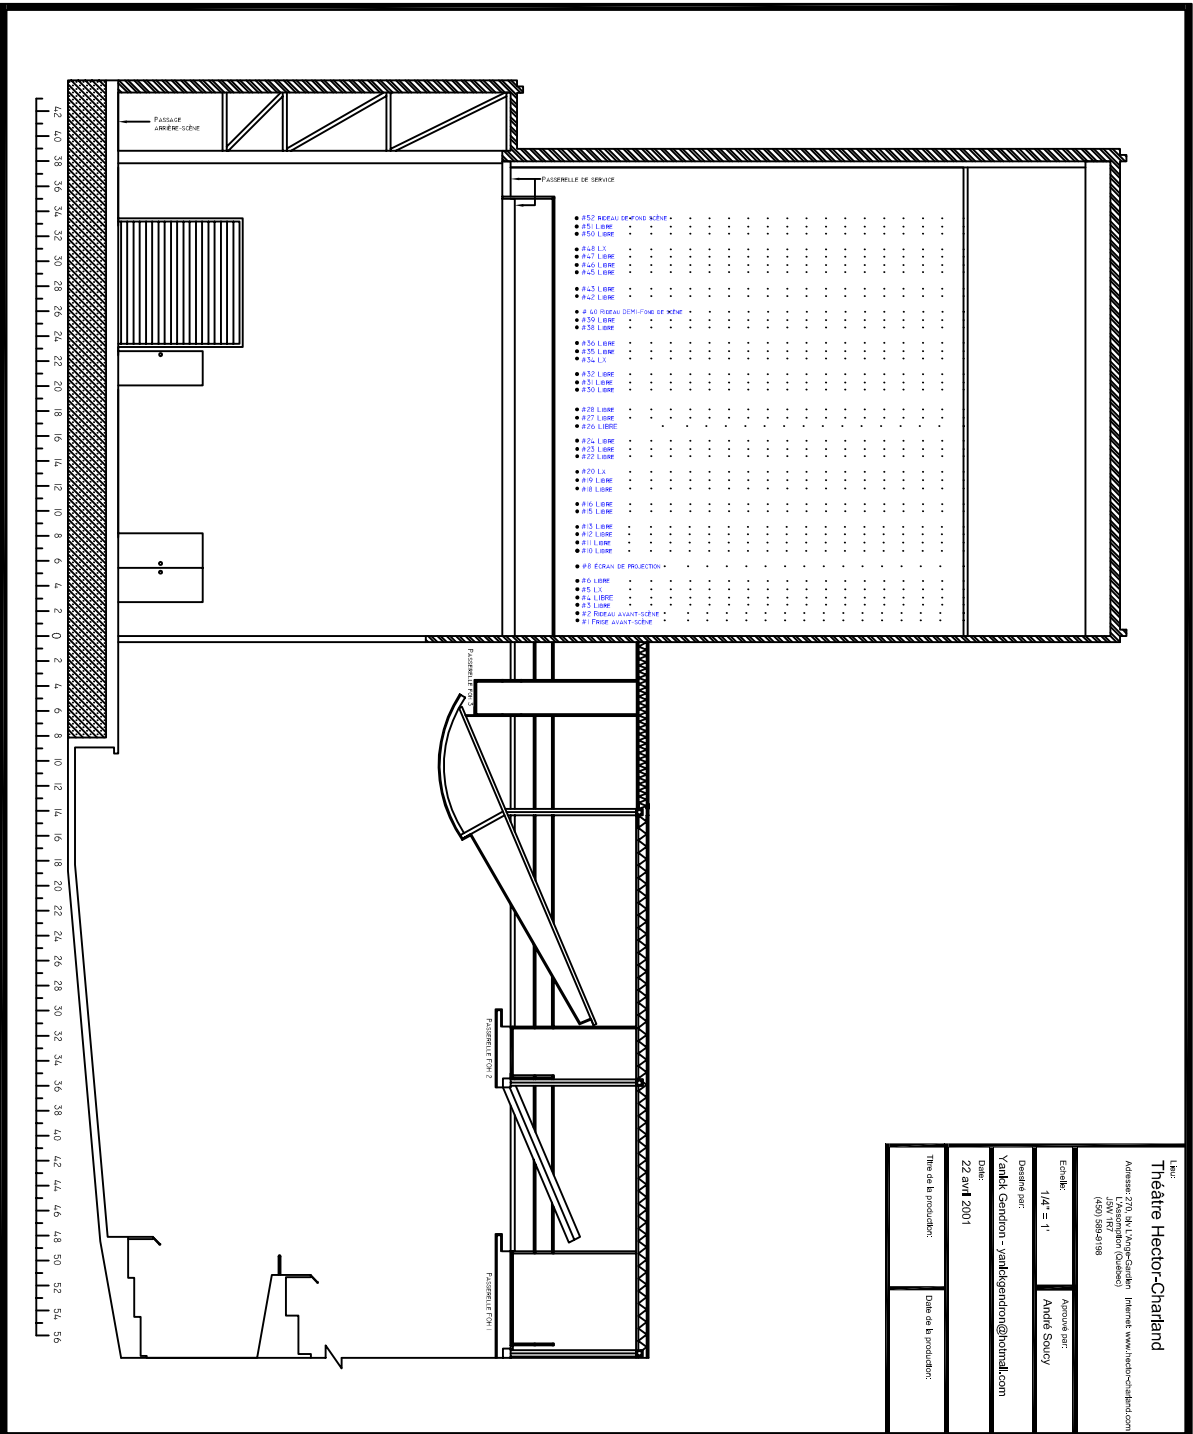 PASSAGE
ARRIÈRE-SCÈNE
PASSERELLE DE SERVICE
#52 RIDEAU DE FOND SCÈNE
#51 LIBRE
#50 LIBRE
#48 LX
#47 LIBRE
#46 LIBRE
#45 LIBRE
#43 LIBRE
#42 LIBRE
# 40 RIDEAU DEMI-FOND DE SCÈNE
#39 LIBRE
#38 LIBRE
#36 LIBRE
#35 LIBRE
#34 LX
#32 LIBRE
#31 LIBRE
#30 LIBRE
#28 LIBRE
#27 LIBRE
#26 LIBRE
#24 LIBRE
#23 LIBRE
#22 LIBRE
#20 LX
#19 LIBRE
#18 LIBRE
#16 LIBRE
#15 LIBRE
#13 LIBRE
#12 LIBRE
#11 LIBRE
#10 LIBRE
#8 ÉCRAN DE PROJECTION
#6 LIBRE
#5 LX
#4 LIBRE
#3 LIBRE
#2 RIDEAU AVANT-SCÈNE
#1 FRISE AVANT-SCÈNE
42 40 38 36 34 32 30 28 26 24 22 20 18 16 14 12 10 8 6 4 2 0 2 4 6 8 10 12 14 16 18 20 22 24 26 28 30 32 34 36 38 40 42 44 46 48 50 52 54 56
PASSERELLE FOH 3
PASSERELLE FOH 2
PASSERELLE FOH 1
Lieu:
Théâtre Hector-Charland
Adresse: 270, blv L'Ange-Gardien Internet: www.hector-charland.com
L'Assomption (Québec)
J5W 1R7
(450) 589-9198
Echelle:
1/4" = 1'
Aprouvé par:
André Soucy
Dessiné par:
Yanick Gendron - yanickgendron@hotmail.com
Date:
22 avril 2001
Titre de la production:
Date de la production: